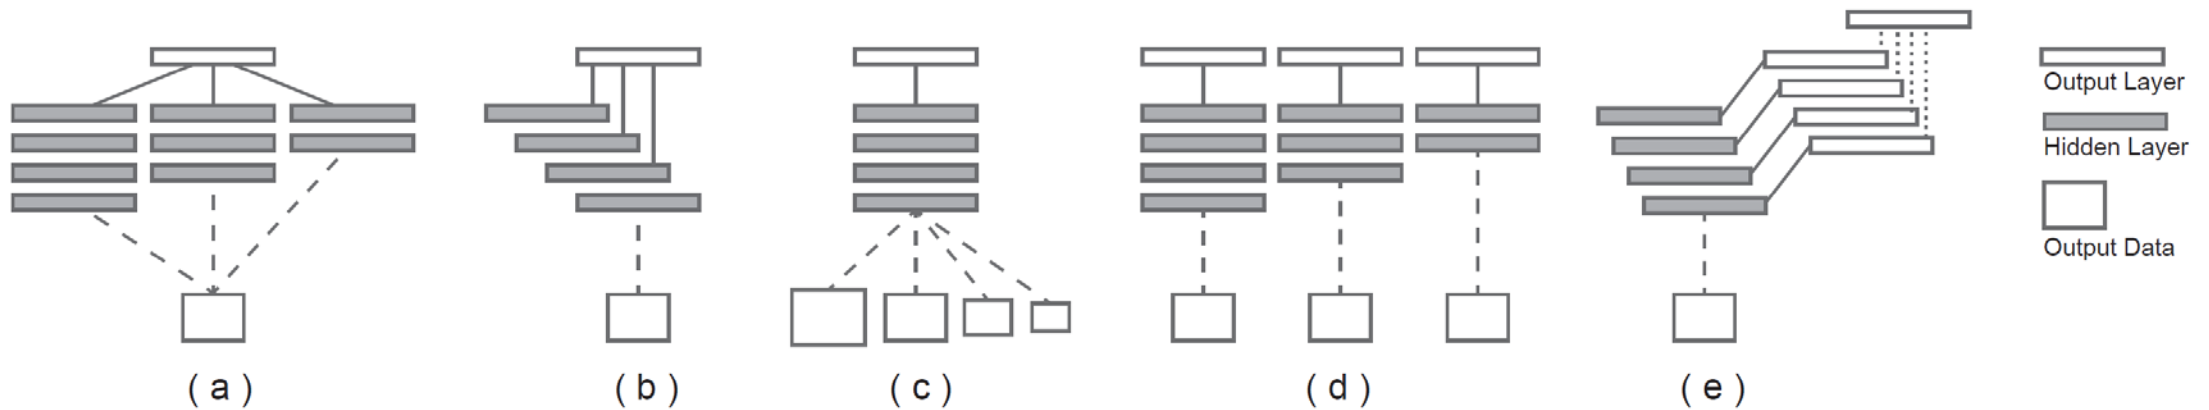 Output Layer
Hidden Layer
Output Data
( a )
( b )
( c )
( d )
( e )